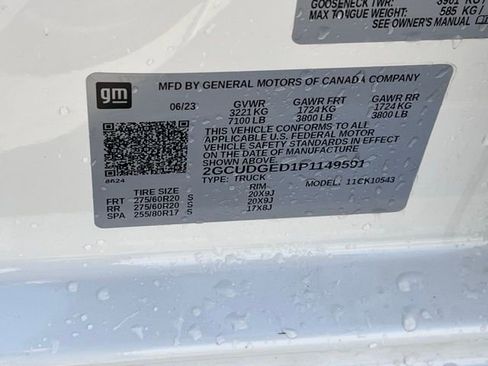 GOOSENECK TWR:
MAX TONGUE WEIGHT: 585 KG /
SEE OWNER'S MANUAL
gm
MFD BY GENERAL MOTORS OF CANADA COMPANY
06/23 GVWR GAWR FRT GAWR RR
3221 KG 1724 KG 1724 KG
7100 LB 3800 LB 3800 LB
THIS VEHICLE CONFORMS TO ALL
APPLICABLE U.S. FEDERAL MOTOR
VEHICLE SAFETY STANDARDS IN
EFFECT ON THE DATE OF MANUFACTURE
SHOWN ABOVE.
2GCUDGED1P1149591
8624 TYPE: TRUCK MODEL: 11CK10543
TIRE SIZE RIM
FRT 275/60R20 S 20X9J
RR 275/60R20 S 20X9J
SPA 255/80R17 S 17X8J